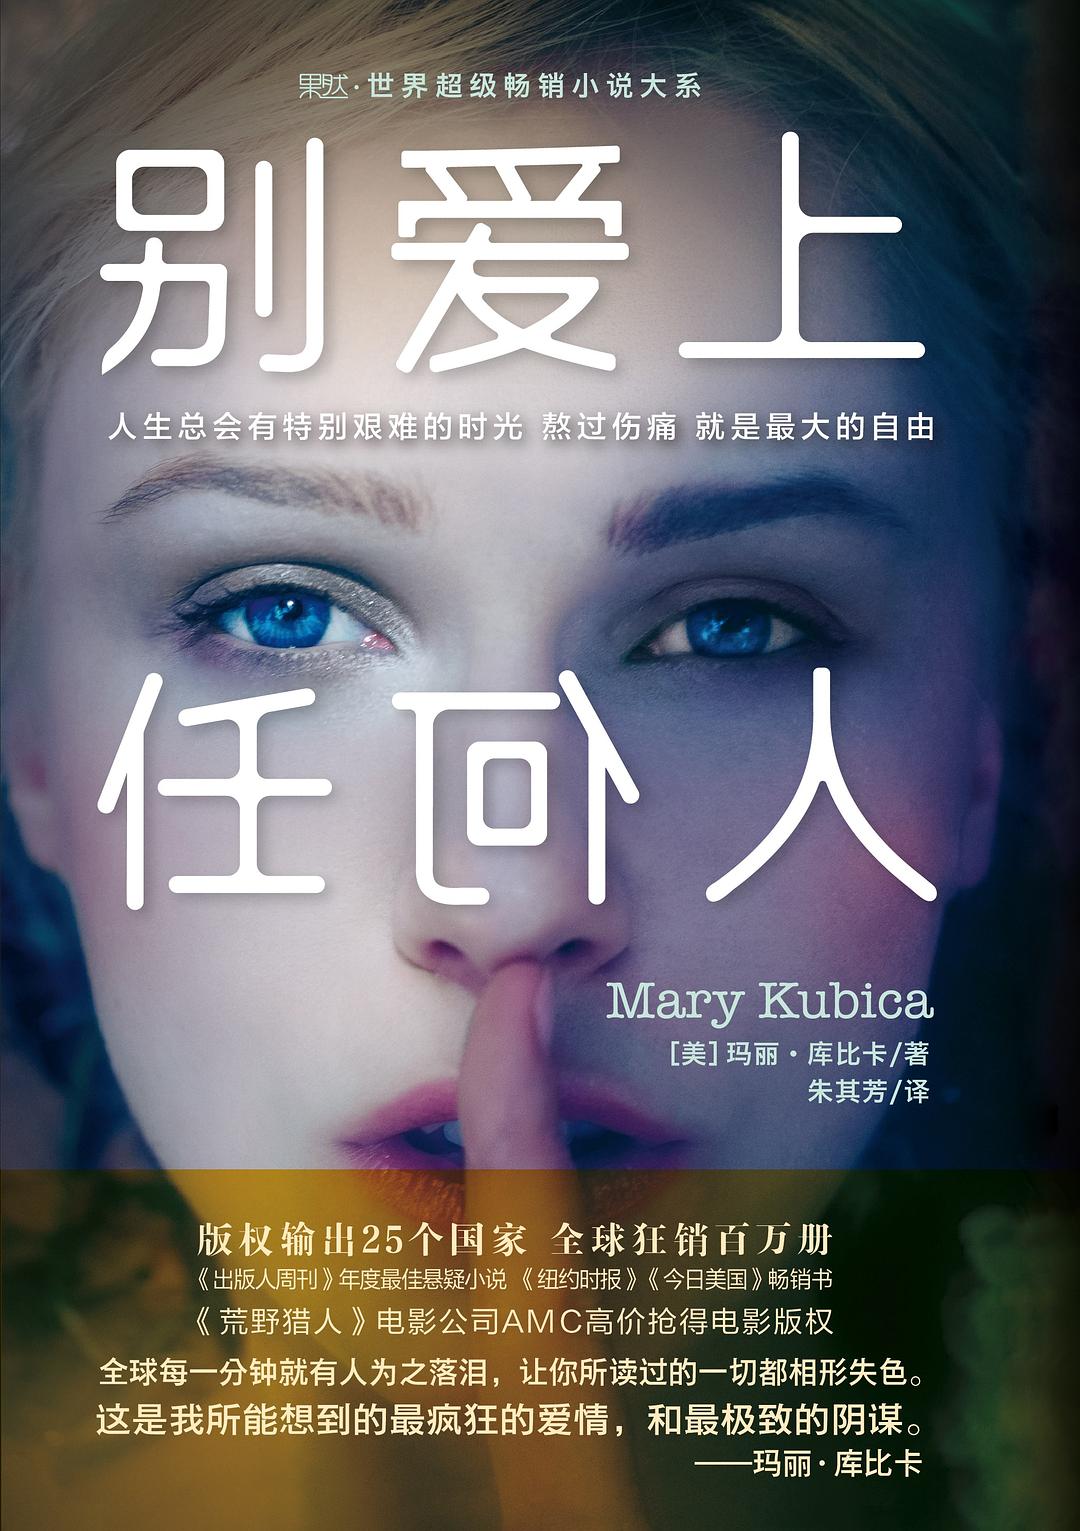 果然·世界超级畅销小说大系
别爱上
人生总会有特别艰难的时光 熬过伤痛 就是最大的自由
任何人
Mary Kubica
[美]玛丽·库比卡/著
朱其芳/译
版权输出25个国家 全球狂销百万册
《出版人周刊》年度最佳悬疑小说 《纽约时报》《今日美国》畅销书
《荒野猎人》电影公司AMC高价抢得电影版权
全球每一分钟就有人为之落泪，让你所读过的一切都相形失色。
这是我所能想到的最疯狂的爱情，和最极致的阴谋。
——玛丽·库比卡